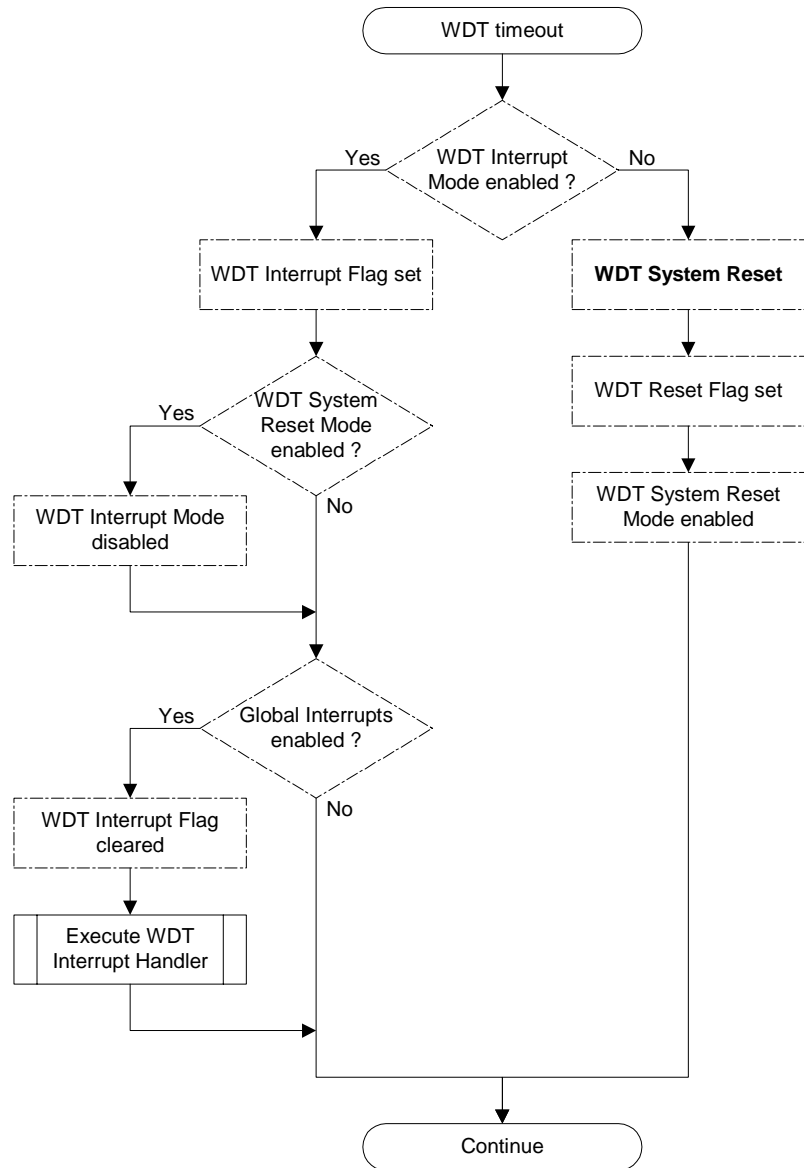 WDT timeout
WDT Interrupt
Mode enabled ?
Yes
No
WDT Interrupt Flag set
WDT System Reset
WDT System
Reset Mode
enabled ?
Yes
No
WDT Reset Flag set
WDT Interrupt Mode
disabled
WDT System Reset
Mode enabled
Global Interrupts
enabled ?
Yes
No
WDT Interrupt Flag
cleared
Execute WDT
Interrupt Handler
Continue